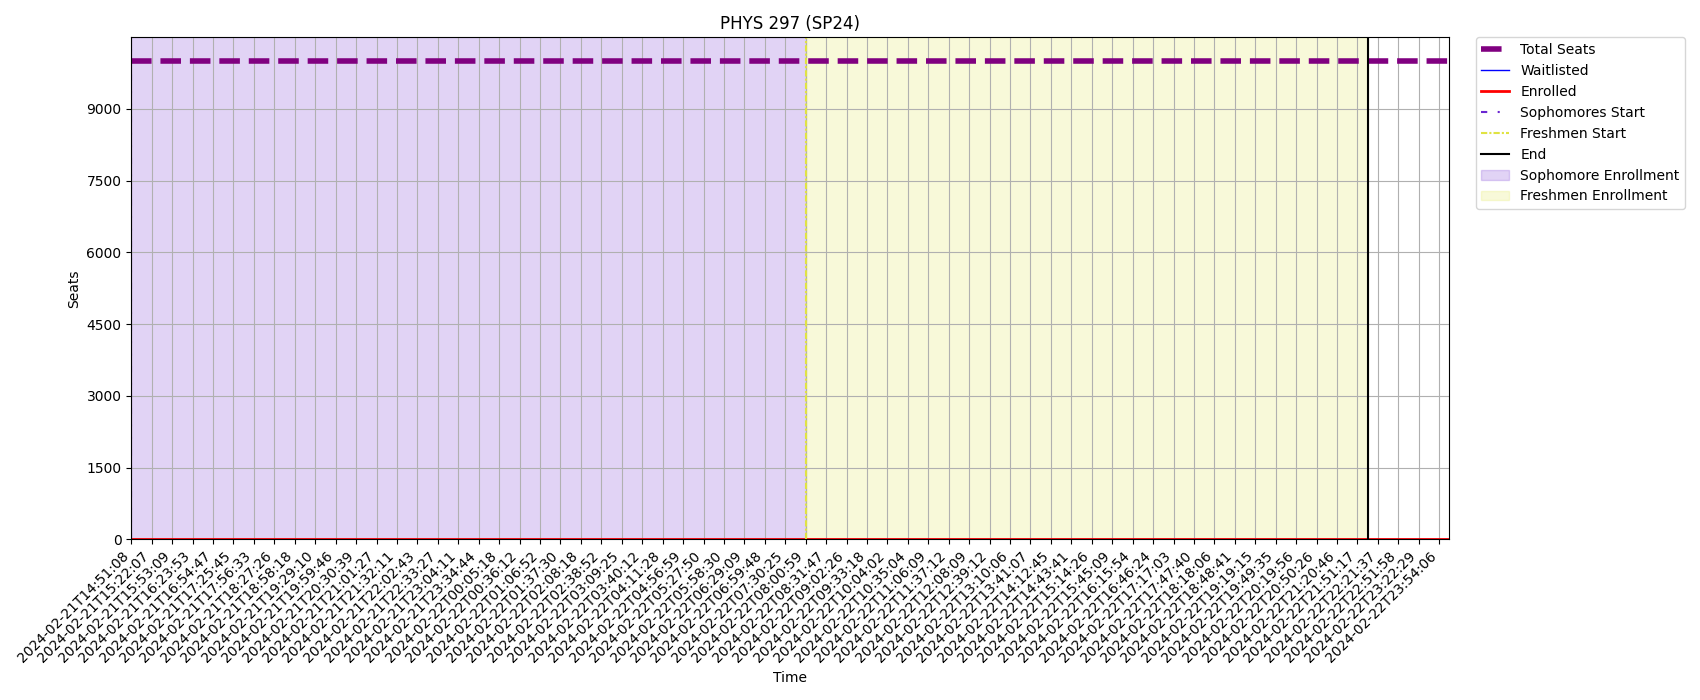 PHYS 297 (SP24)
Total Seats
Waitlisted
Enrolled
Sophomores Start
Freshmen Start
End
Sophomore Enrollment
Freshmen Enrollment
Seats
9000
7500
6000
4500
3000
1500
0
2024-02-21T14:51:08
2024-02-21T15:22:07
2024-02-21T15:53:09
2024-02-21T16:23:53
2024-02-21T16:54:47
2024-02-21T17:25:45
2024-02-21T17:56:33
2024-02-21T18:27:26
2024-02-21T18:58:18
2024-02-21T19:29:10
2024-02-21T19:59:46
2024-02-21T20:30:39
2024-02-21T21:01:27
2024-02-21T21:32:11
2024-02-21T22:02:43
2024-02-21T22:33:27
2024-02-21T23:04:11
2024-02-21T23:34:44
2024-02-22T00:05:18
2024-02-22T00:36:12
2024-02-22T01:06:52
2024-02-22T01:37:30
2024-02-22T02:08:18
2024-02-22T02:38:52
2024-02-22T03:09:25
2024-02-22T03:40:12
2024-02-22T04:11:28
2024-02-22T04:56:59
2024-02-22T05:27:50
2024-02-22T05:58:30
2024-02-22T06:29:09
2024-02-22T06:59:48
2024-02-22T07:30:25
2024-02-22T08:00:59
2024-02-22T08:31:47
2024-02-22T09:02:26
2024-02-22T09:33:18
2024-02-22T10:04:02
2024-02-22T10:35:04
2024-02-22T11:06:09
2024-02-22T11:37:12
2024-02-22T12:08:09
2024-02-22T12:39:12
2024-02-22T13:10:06
2024-02-22T13:41:07
2024-02-22T14:12:45
2024-02-22T14:43:41
2024-02-22T15:14:26
2024-02-22T15:45:09
2024-02-22T16:15:54
2024-02-22T16:46:24
2024-02-22T17:17:03
2024-02-22T17:47:40
2024-02-22T18:18:06
2024-02-22T18:48:41
2024-02-22T19:19:15
2024-02-22T19:49:35
2024-02-22T20:19:56
2024-02-22T20:50:26
2024-02-22T21:20:46
2024-02-22T21:51:17
2024-02-22T22:21:37
2024-02-22T22:51:58
2024-02-22T23:22:29
2024-02-22T23:54:06
Time